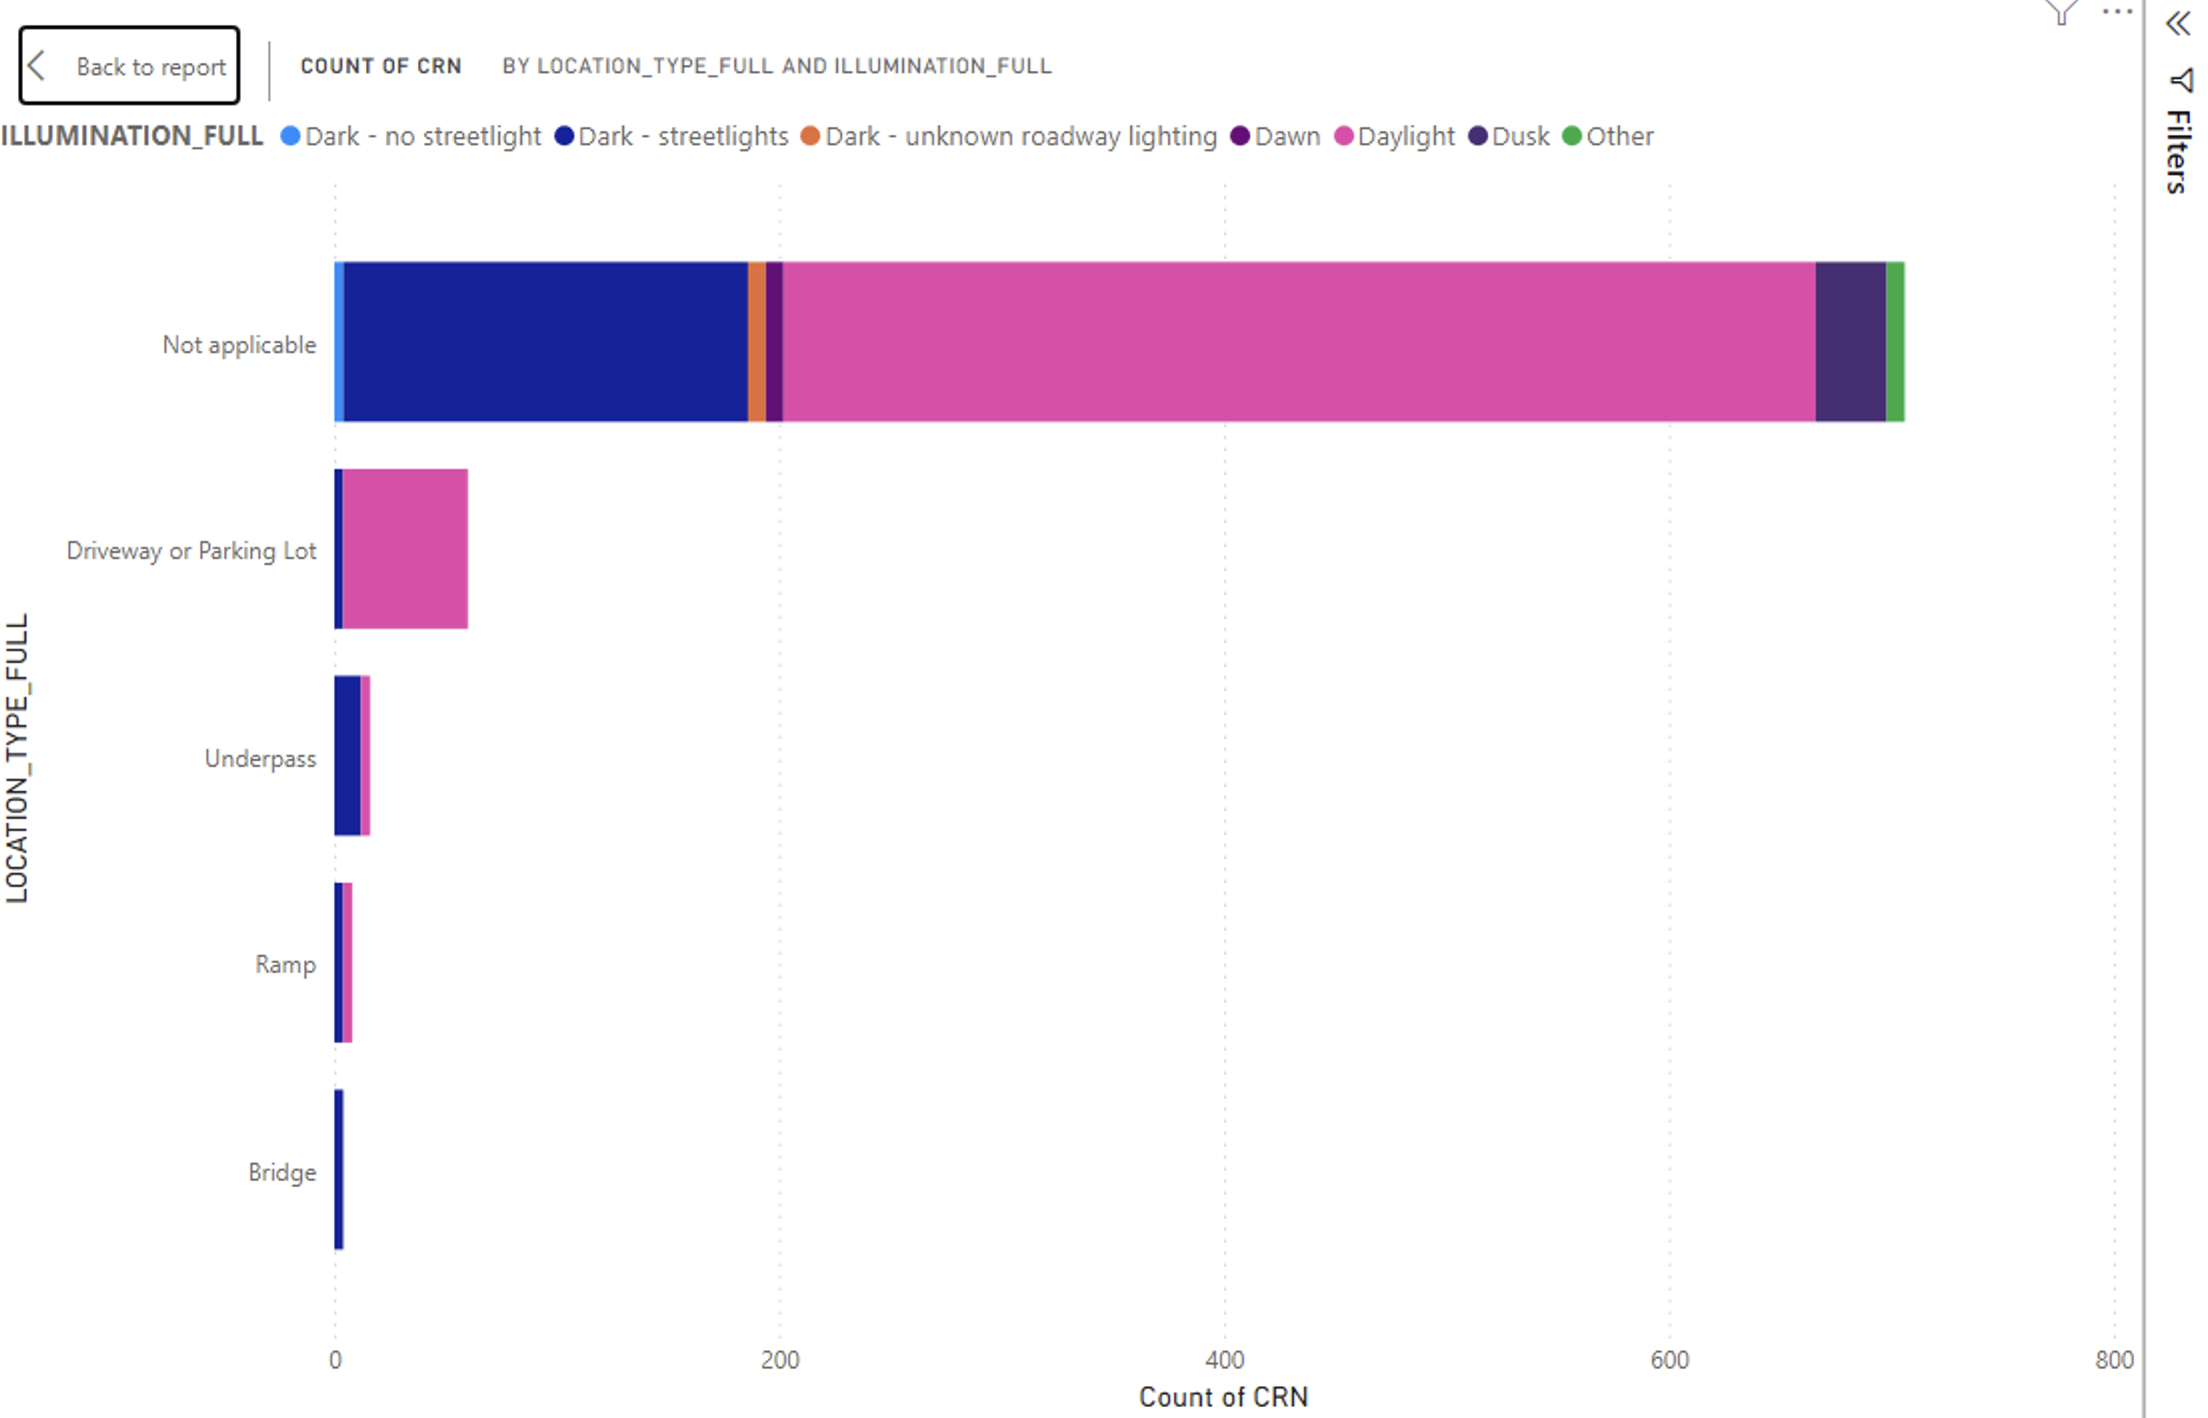 Back to report
COUNT OF CRN BY LOCATION_TYPE_FULL AND ILLUMINATION_FULL
ILLUMINATION_FULL Dark - no streetlight Dark - streetlights Dark - unknown roadway lighting Dawn Daylight Dusk Other
LOCATION_TYPE_FULL
Not applicable
Driveway or Parking Lot
Underpass
Ramp
Bridge
0 200 400 600 800
Count of CRN
Filters